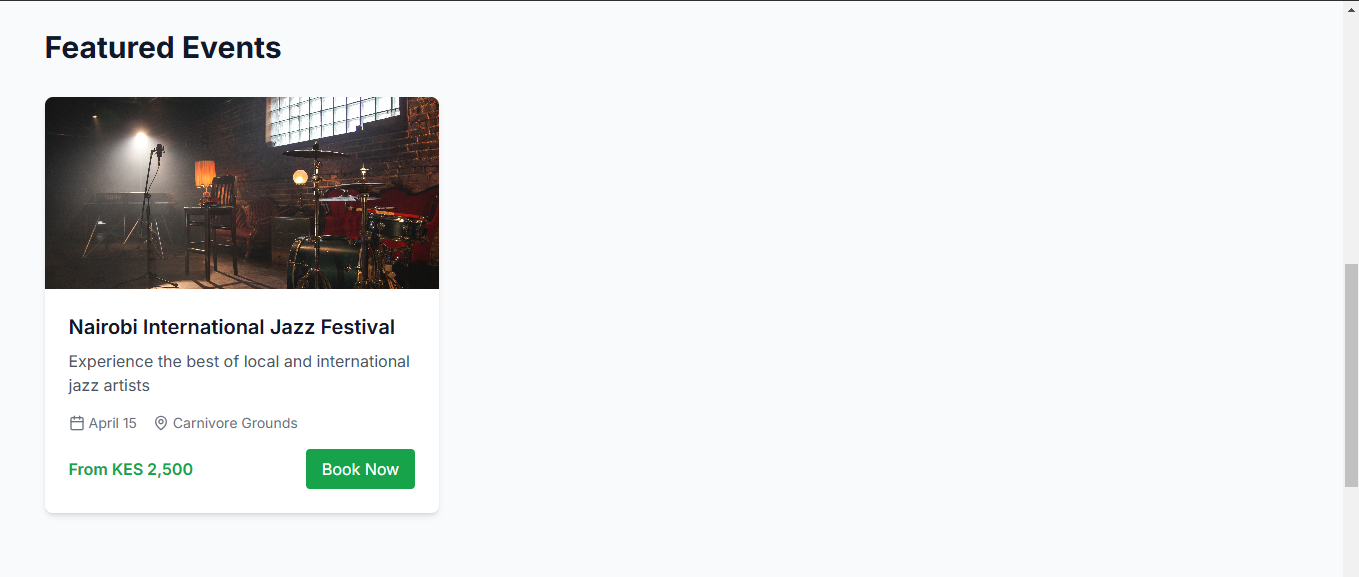 Featured Events
Nairobi International Jazz Festival
Experience the best of local and international
jazz artists
April 15 Carnivore Grounds
From KES 2,500 Book Now